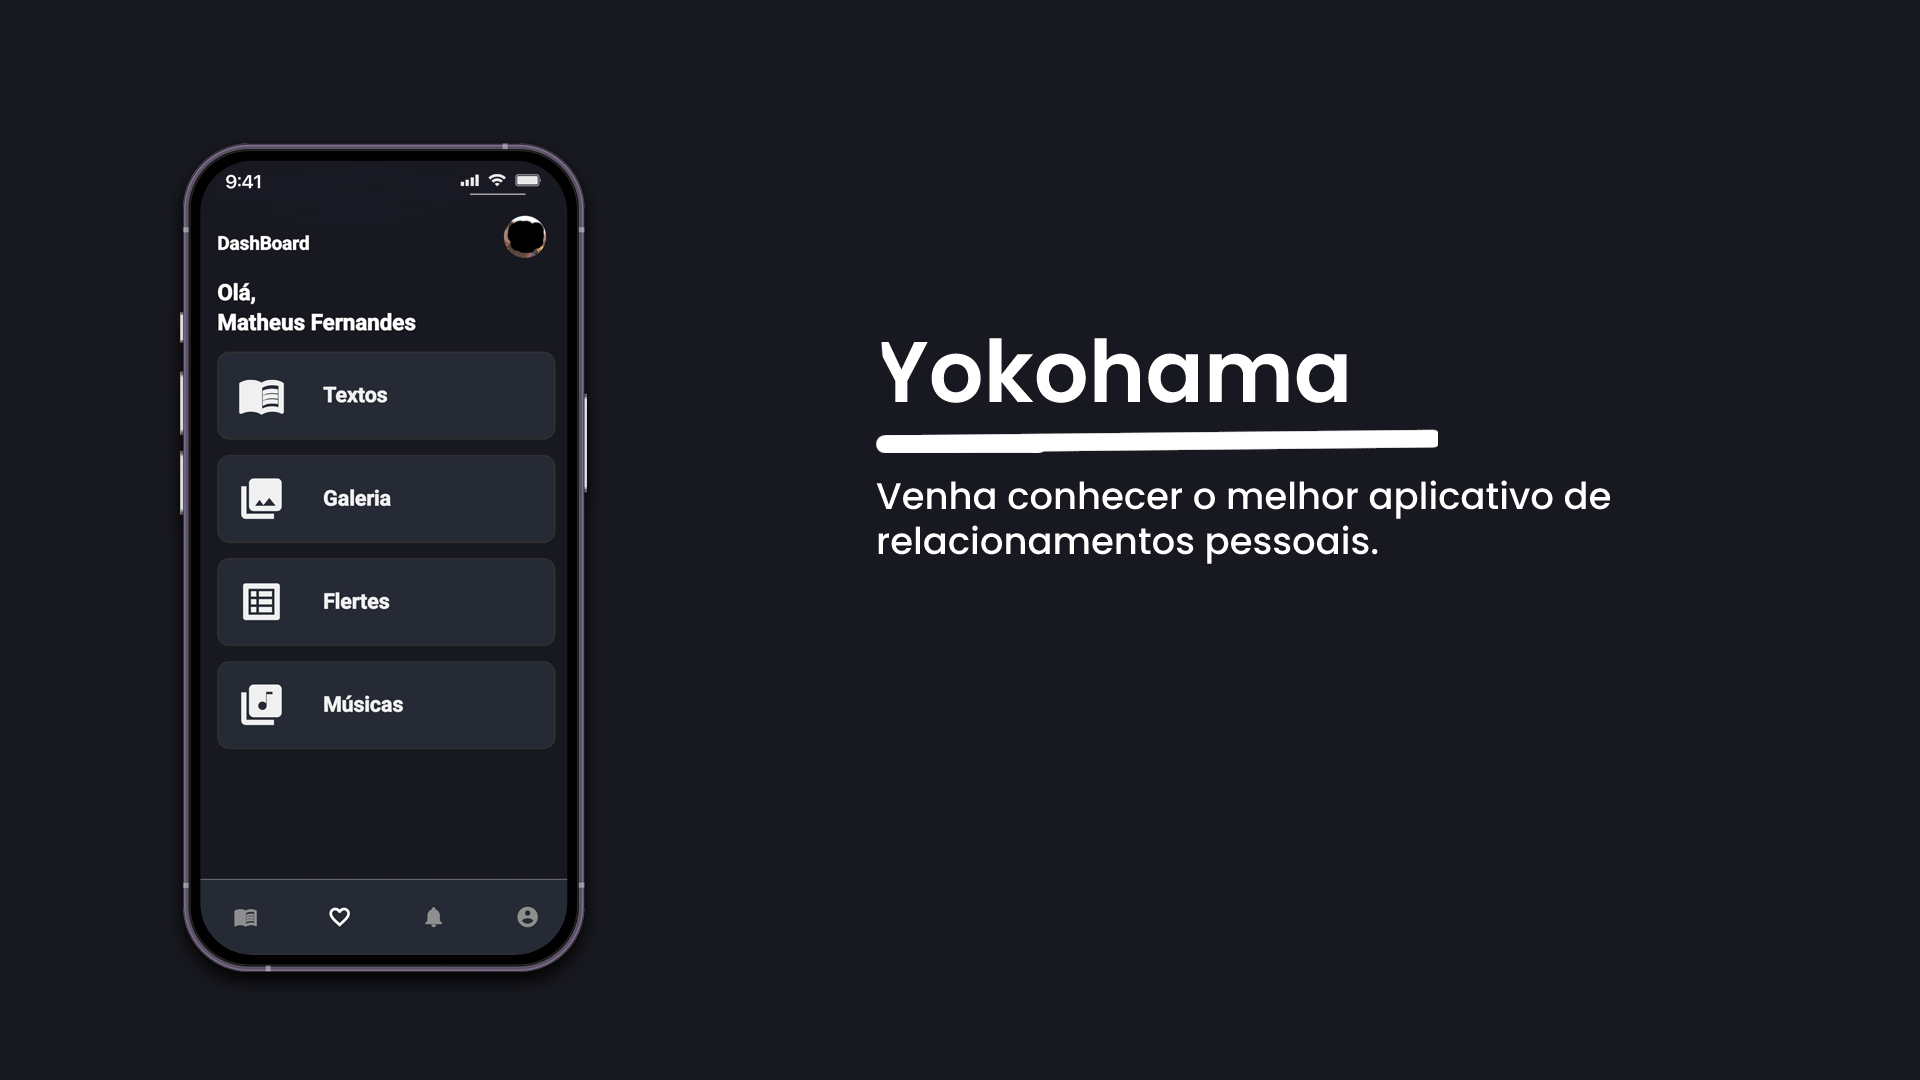 9:41
DashBoard
Olá,
Matheus Fernandes
Textos
Galeria
Flertes
Músicas
Yokohama
Venha conhecer o melhor aplicativo de
relacionamentos pessoais.